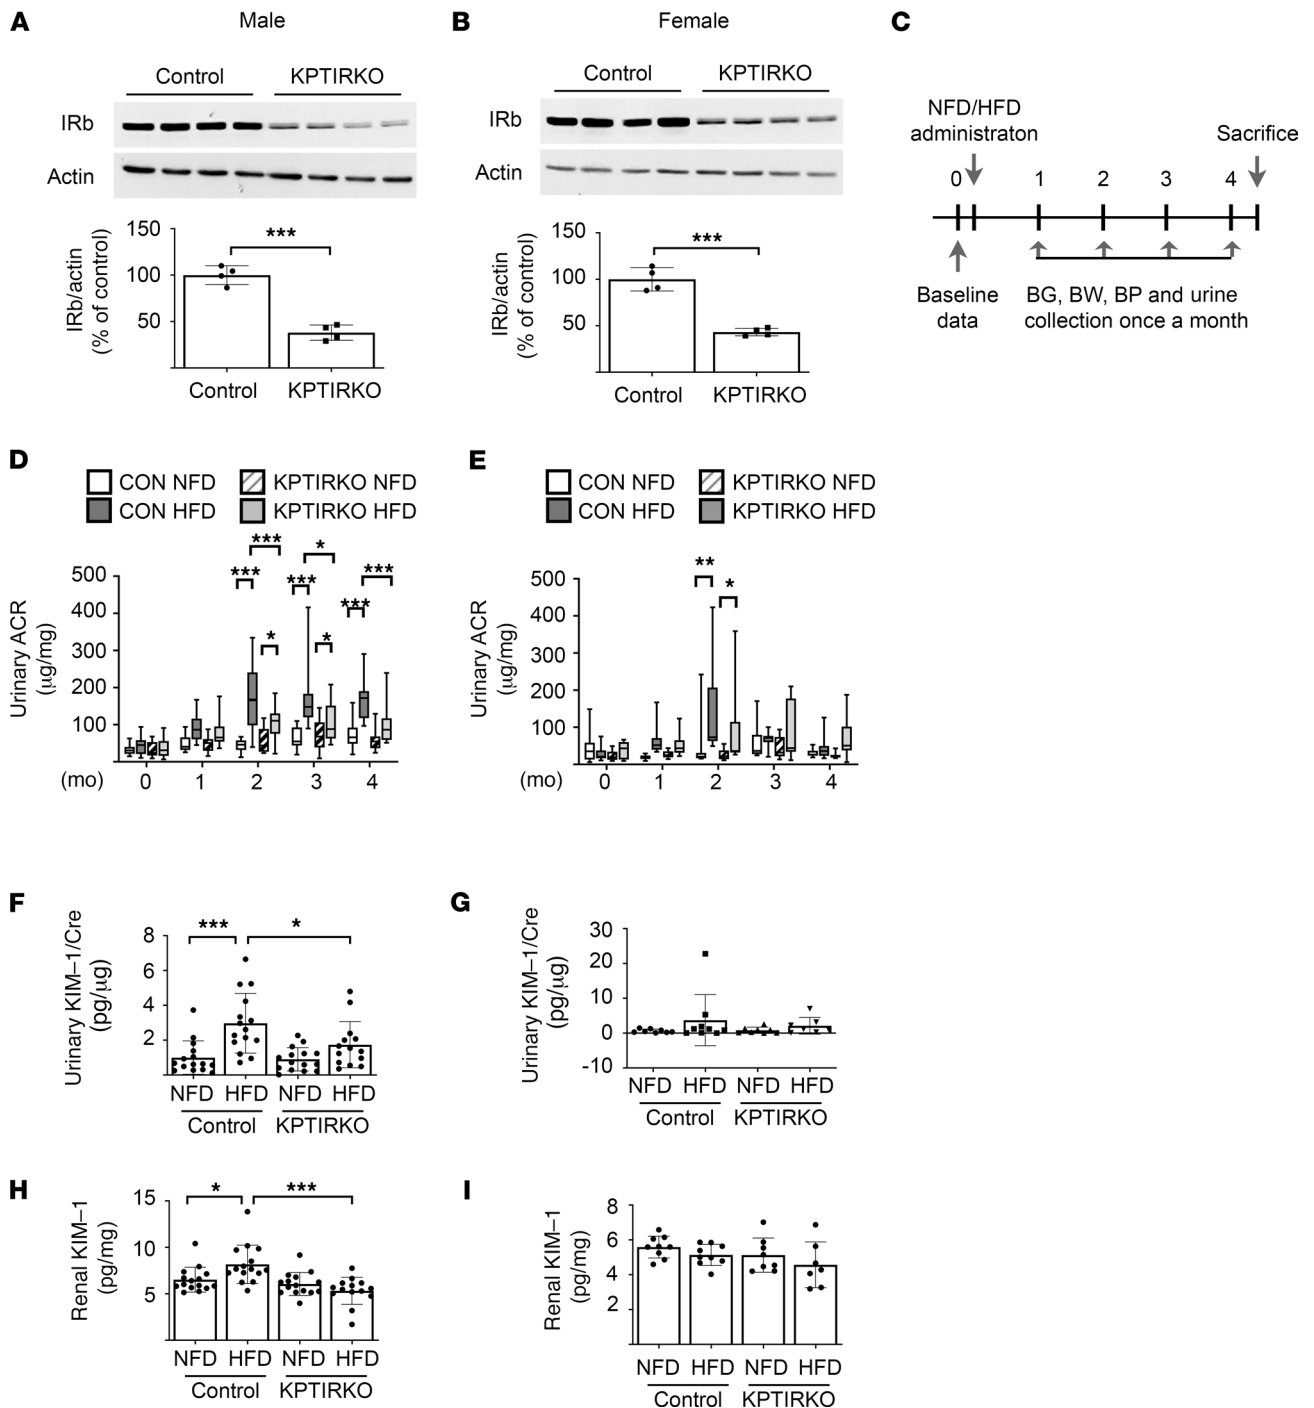 A
Male
Control
KPTIRKO
IRb
Actin
IRb/actin
(% of control)
150
***
100
50
Control
KPTIRKO
B
Female
Control
KPTIRKO
IRb
Actin
IRb/actin
(% of control)
150
***
100
50
Control
KPTIRKO
C
NFD/HFD
administraton
Sacrifice
0
1
2
3
4
Baseline
data
BG, BW, BP and urine
collection once a month
D
CON NFD
KPTIRKO NFD
CON HFD
KPTIRKO HFD
Urinary ACR
(µg/mg)
500
400
300
200
100
***
***
*
***
*
*
***
***
(mo)
0
1
2
3
4
E
CON NFD
KPTIRKO NFD
CON HFD
KPTIRKO HFD
Urinary ACR
(µg/mg)
500
400
300
200
100
**
*
(mo)
0
1
2
3
4
F
Urinary KIM–1/Cre
(pg/µg)
8
6
4
2
***
*
NFD
HFD
NFD
HFD
Control
KPTIRKO
G
Urinary KIM–1/Cre
(pg/µg)
30
20
10
0
-10
NFD
HFD
NFD
HFD
Control
KPTIRKO
H
Renal KIM–1
(pg/mg)
15
10
5
*
***
NFD
HFD
NFD
HFD
Control
KPTIRKO
I
Renal KIM–1
(pg/mg)
8
6
4
2
NFD
HFD
NFD
HFD
Control
KPTIRKO